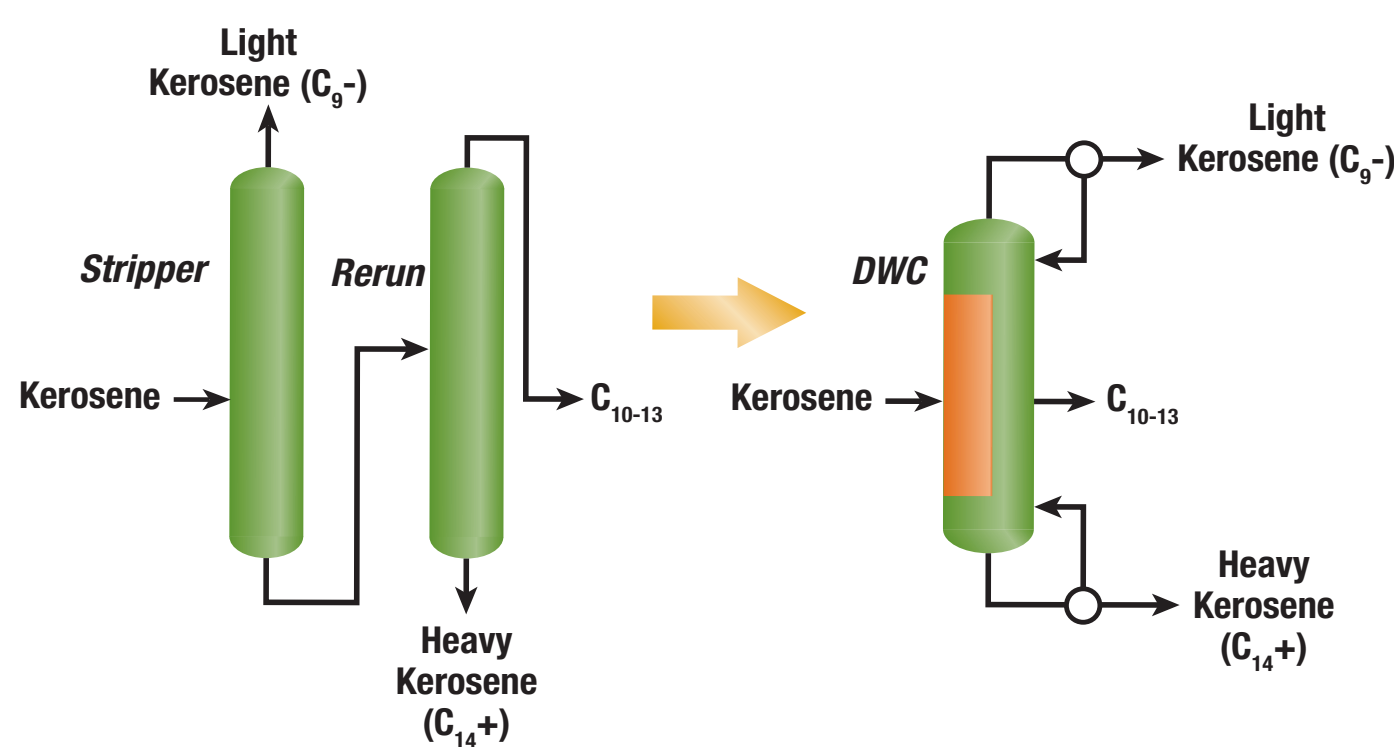 Light
Kerosene (C₉-)
Stripper
Rerun
Kerosene
C₁₀₋₁₃
Heavy
Kerosene
(C₁₄+)
Light
Kerosene (C₉-)
DWC
Kerosene
C₁₀₋₁₃
Heavy
Kerosene
(C₁₄+)